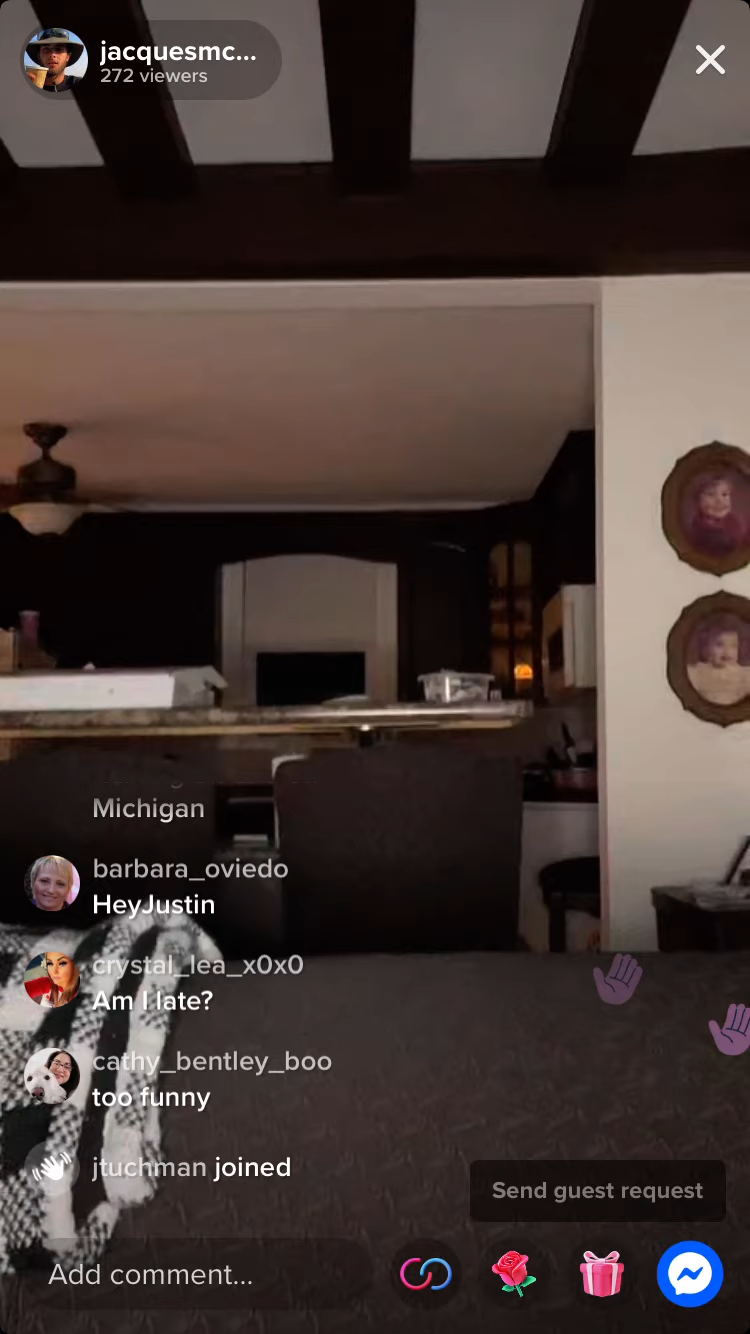 jacquesmc...
272 viewers
Michigan
barbara_oviedo
HeyJustin
crystal_lea_x0x0
Am I late?
cathy_bentley_boo
too funny
jtuchman joined
Send guest request
Add comment...